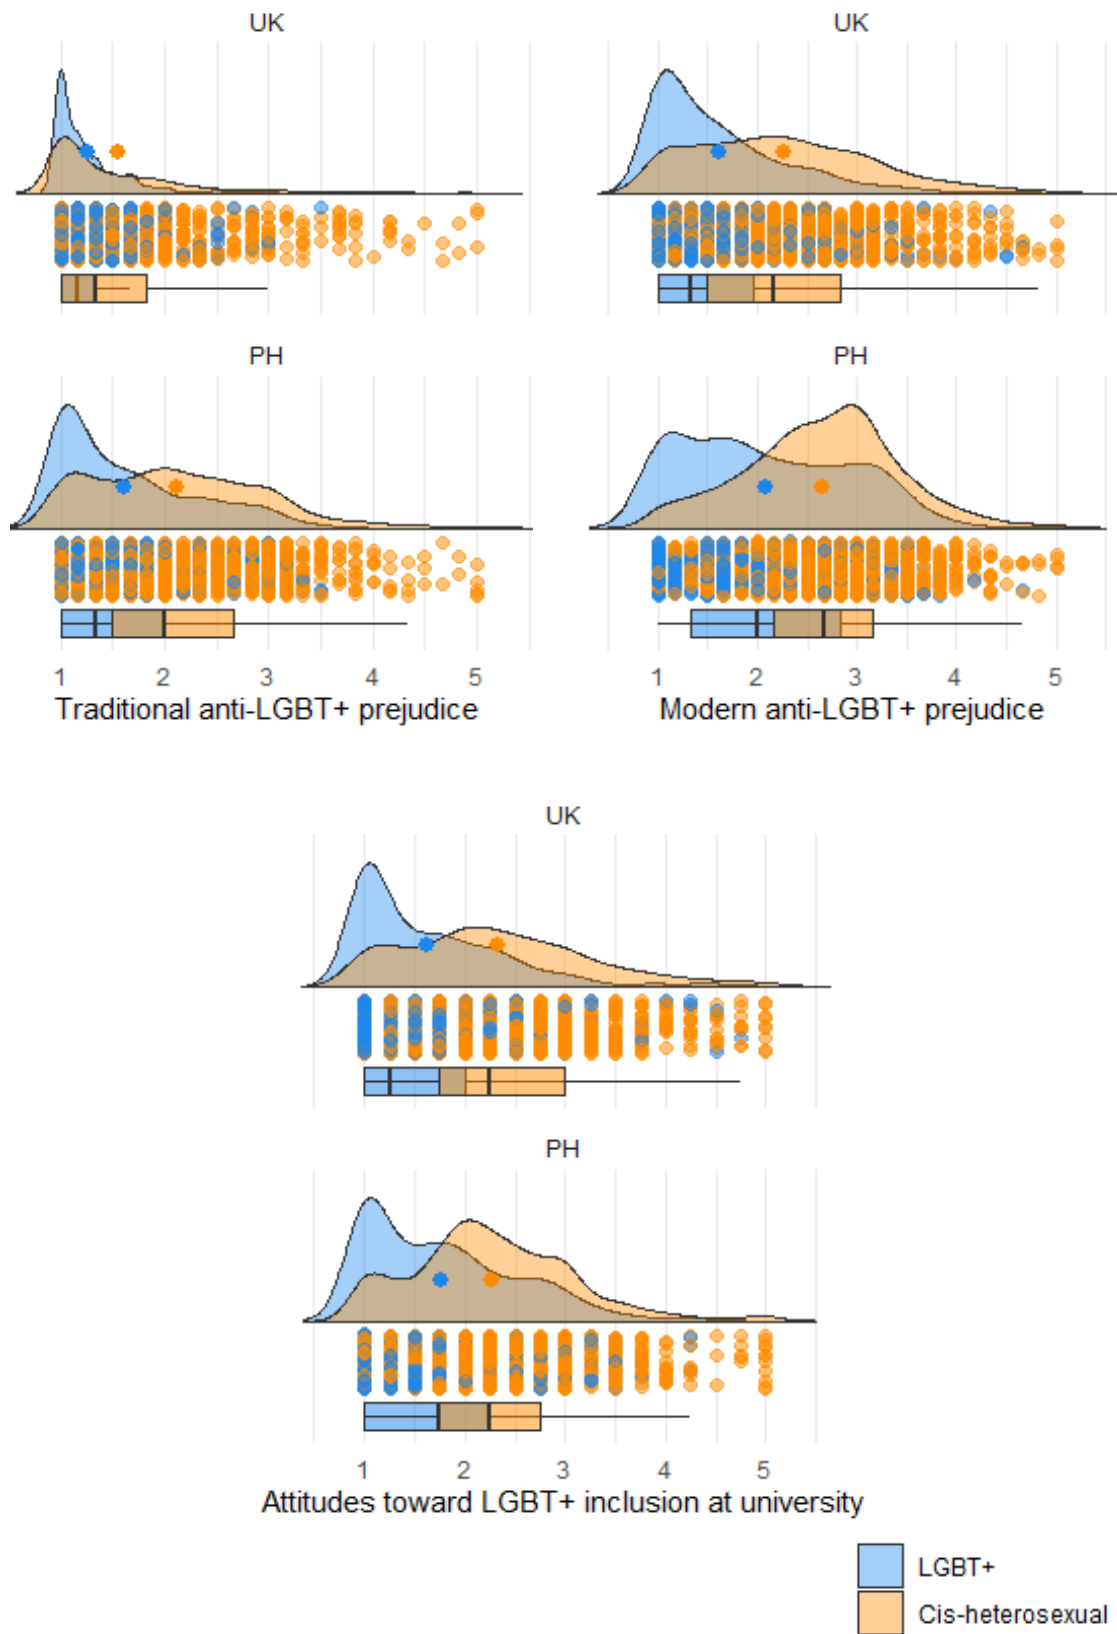 UK
UK
PH
PH
1 2 3 4 5
1 2 3 4 5
Traditional anti-LGBT+ prejudice
Modern anti-LGBT+ prejudice
UK
PH
1 2 3 4 5
Attitudes toward LGBT+ inclusion at university
LGBT+
Cis-heterosexual